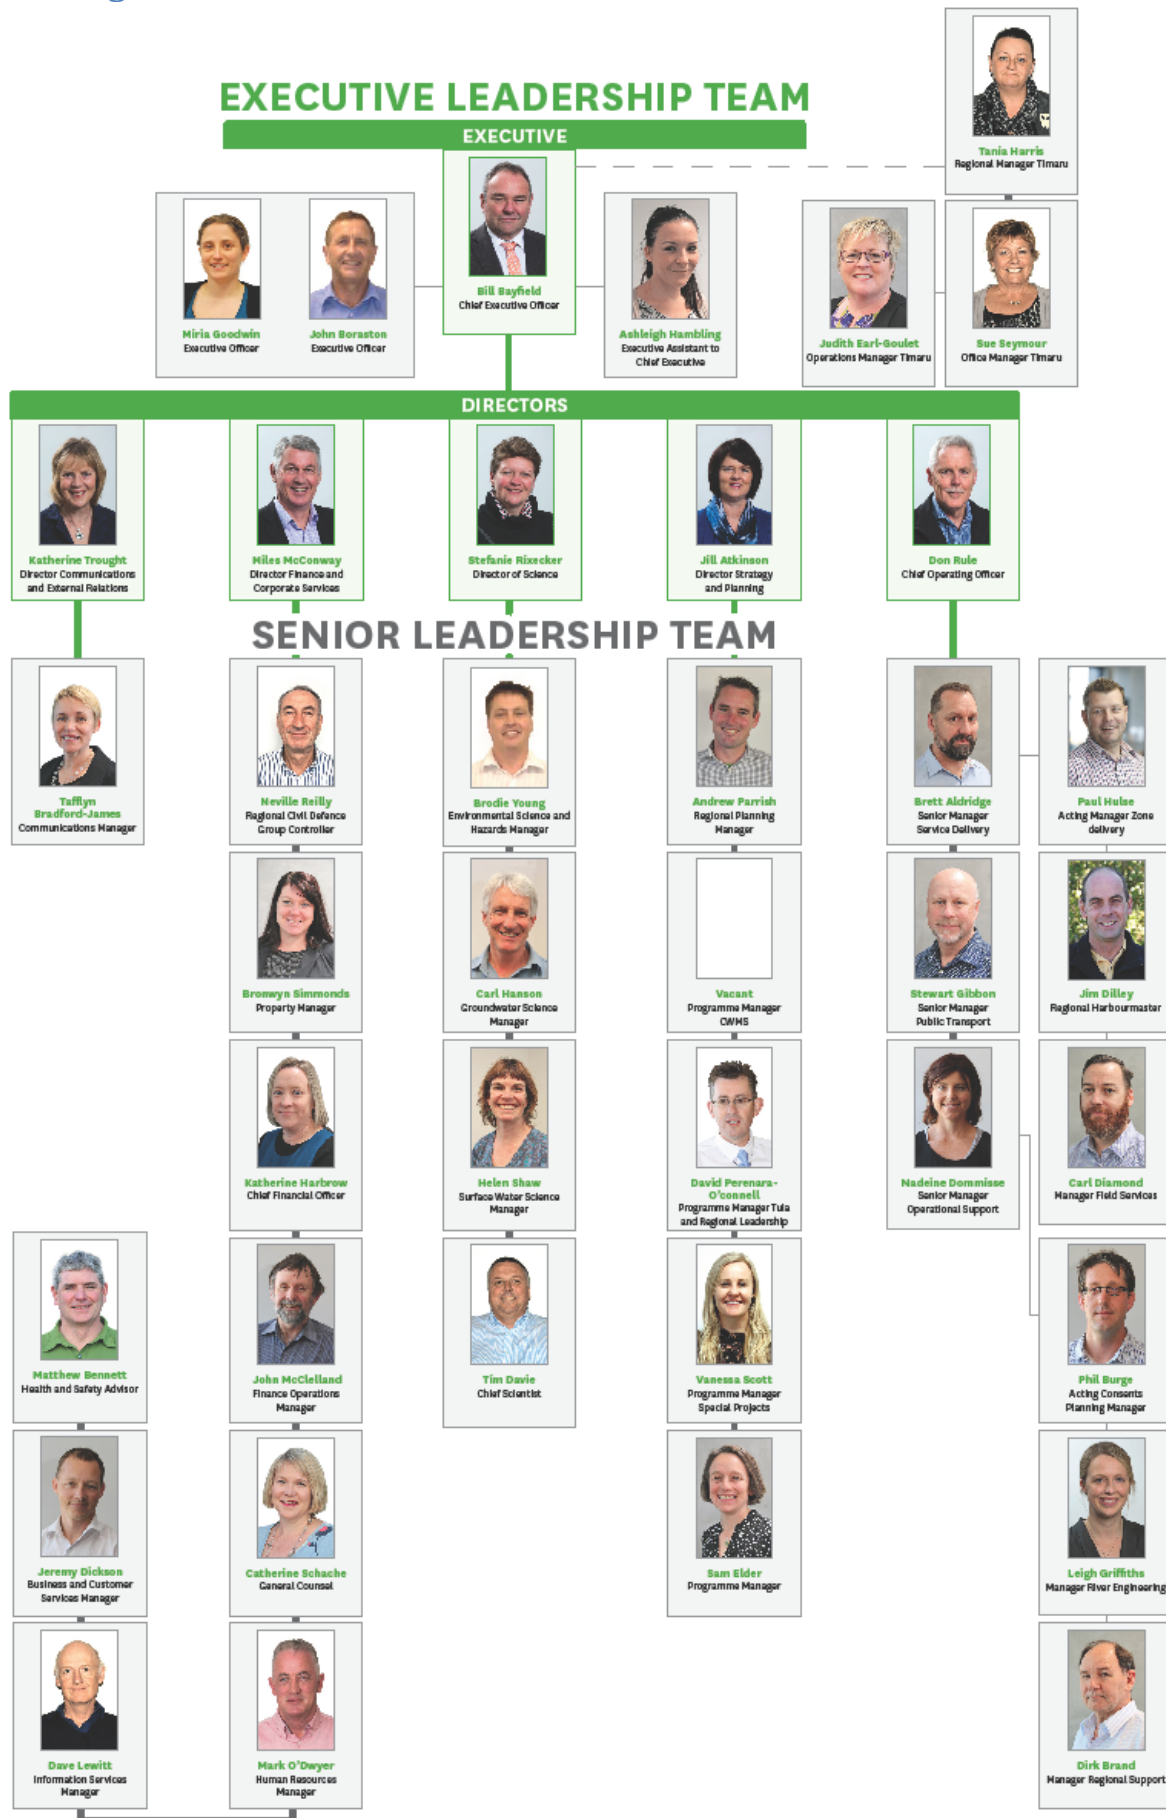 EXECUTIVE LEADERSHIP TEAM
EXECUTIVE
Tania Harris
Regional Manager Timaru
Miria Goodwin
Executive Officer
John Boraston
Executive Officer
Bill Bayfield
Chief Executive Officer
Ashleigh Hambling
Executive Assistant to
Chief Executive
Judith Earl-Goulet
Operations Manager Timaru
Sue Seymour
Office Manager Timaru
DIRECTORS
Katherine Trought
Director Communications
and External Relations
Miles McConway
Director Finance and
Corporate Services
Stefanie Rixecker
Director of Science
Jill Atkinson
Director Strategy
and Planning
Don Rule
Chief Operating Officer
SENIOR LEADERSHIP TEAM
Tafflyn
Bradford-James
Communications Manager
Neville Reilly
Regional Civil Defence
Group Controller
Brodie Young
Environmental Science and
Hazards Manager
Andrew Parrish
Regional Planning
Manager
Brett Aldridge
Senior Manager
Service Delivery
Paul Hulse
Acting Manager Zone
delivery
Bronwyn Simmonds
Property Manager
Carl Hanson
Groundwater Science
Manager
Vacant
Programme Manager
CWMS
Stewart Gibbon
Senior Manager
Public Transport
Jim Dilley
Regional Harbourmaster
Katherine Harbrow
Chief Financial Officer
Helen Shaw
Surface Water Science
Manager
David Perenara-
O'connell
Programme Manager Tuia
and Regional Leadership
Nadeine Dommisse
Senior Manager
Operational Support
Carl Diamond
Manager Field Services
Matthew Bennett
Health and Safety Advisor
John McClelland
Finance Operations
Manager
Tim Davie
Chief Scientist
Vanessa Scott
Programme Manager
Special Projects
Phil Burge
Acting Consents
Planning Manager
Jeremy Dickson
Business and Customer
Services Manager
Catherine Schache
General Counsel
Sam Elder
Programme Manager
Leigh Griffiths
Manager River Engineering
Dave Lewitt
Information Services
Manager
Mark O'Dwyer
Human Resources
Manager
Dirk Brand
Manager Regional Support